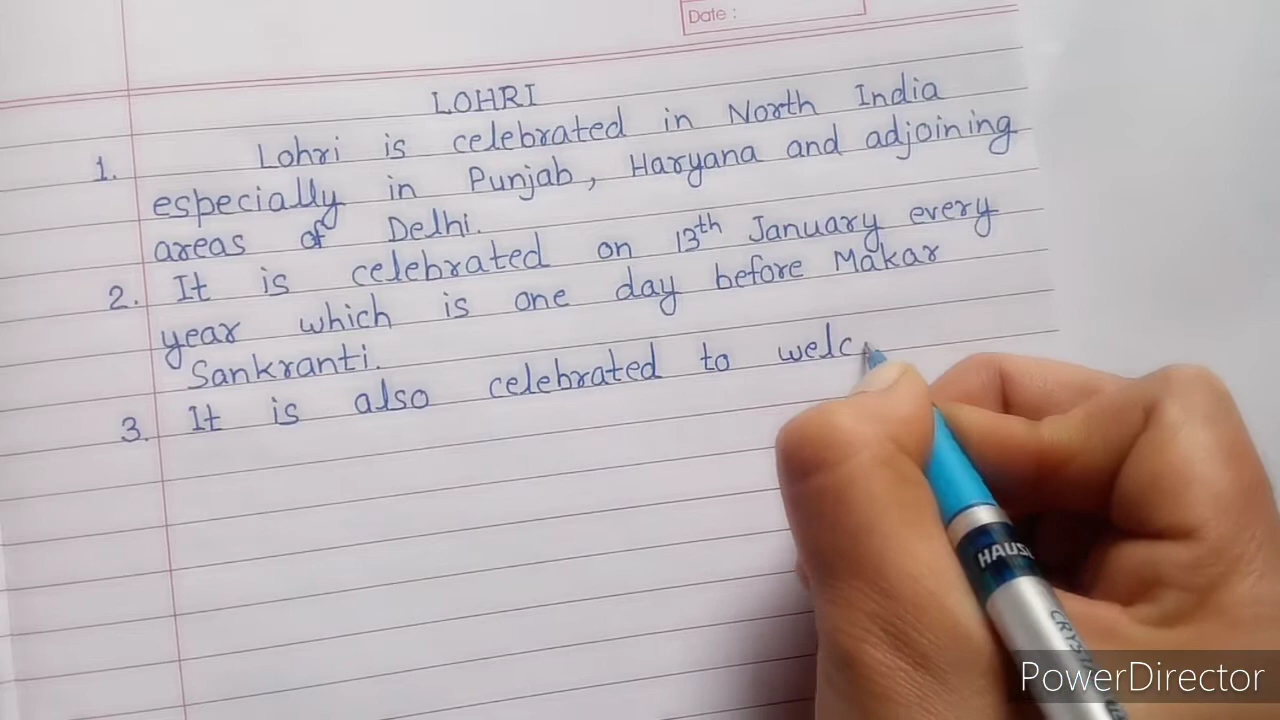 Date :
LOHRI
1. Lohri is celebrated in North India
especially in Punjab, Haryana and adjoining
areas of Delhi.
2. It is celebrated on 13th January every
year which is one day before Makar
Sankranti.
3. It is also celebrated to welc
HAUS
CRYST
PowerDirector